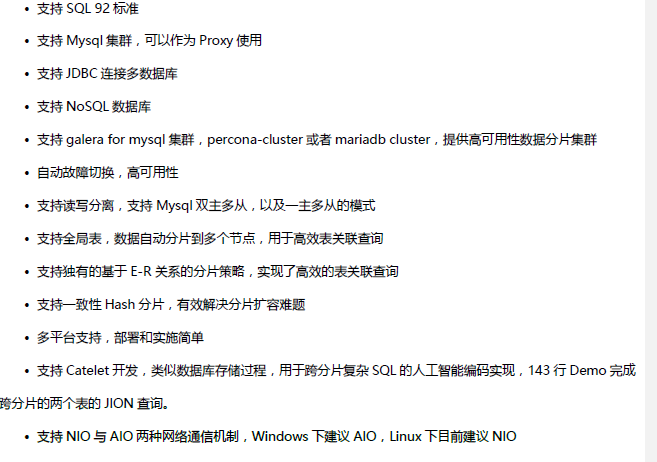 • 支持 SQL 92 标准
• 支持 Mysql 集群，可以作为 Proxy 使用
• 支持 JDBC 连接多数据库
• 支持 NoSQL 数据库
• 支持 galera for mysql 集群，percona-cluster 或者 mariadb cluster，提供高可用性数据分片集群
• 自动故障切换，高可用性
• 支持读写分离，支持 Mysql 双主多从，以及一主多从的模式
• 支持全局表，数据自动分片到多个节点，用于高效表关联查询
• 支持独有的基于 E-R 关系的分片策略，实现了高效的表关联查询
• 支持一致性 Hash 分片，有效解决分片扩容难题
• 多平台支持，部署和实施简单
• 支持 Catelet 开发，类似数据库存储过程，用于跨分片复杂 SQL 的人工智能编码实现，143 行 Demo 完成
跨分片的两个表的 JION 查询。
• 支持 NIO 与 AIO 两种网络通信机制，Windows 下建议 AIO，Linux 下目前建议 NIO